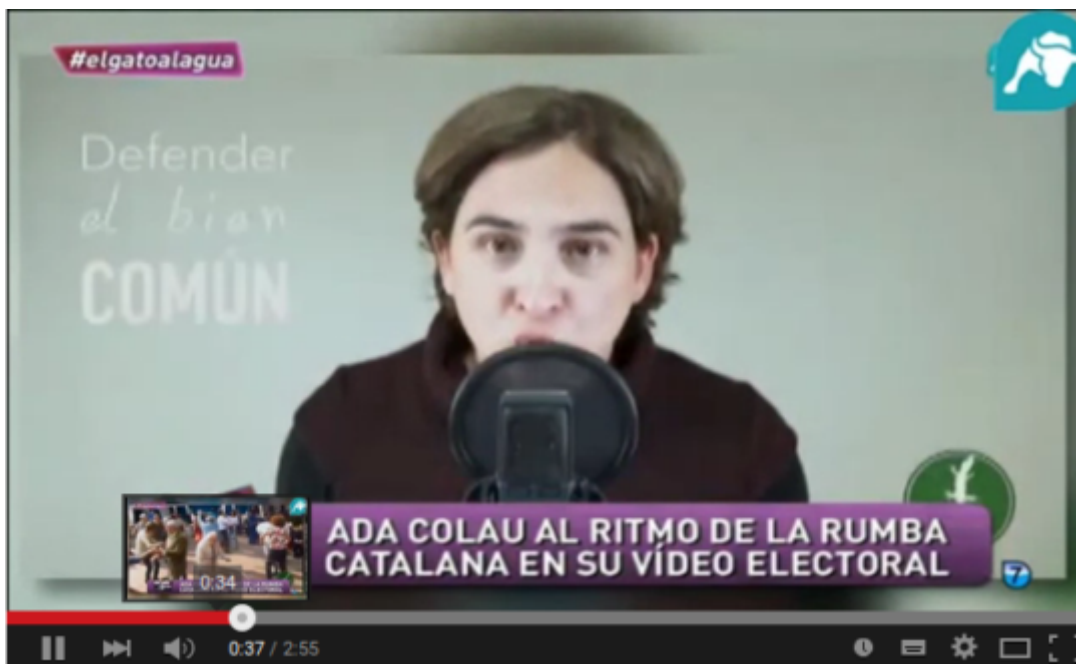 #elgatoalagua
Defender
el bien
COMÚN
ADA COLAU AL RITMO DE LA RUMBA
CATALANA EN SU VÍDEO ELECTORAL
7
0:34
0:37 / 2:55